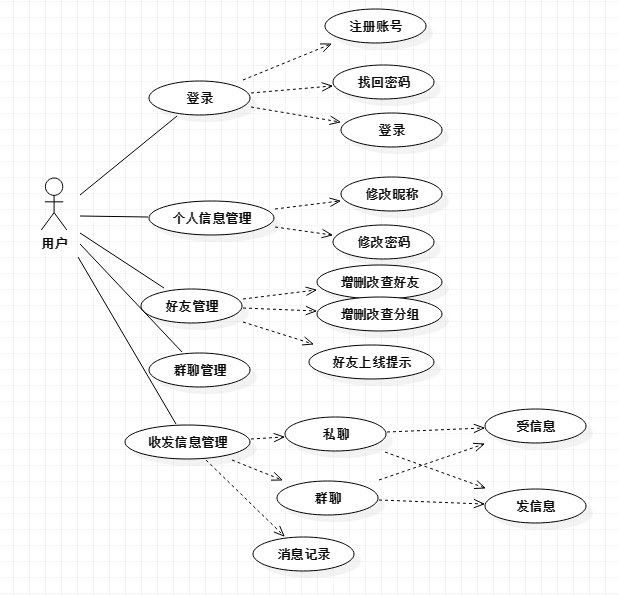 注册账号
登录
找回密码
登录
用户
个人信息管理
修改昵称
修改密码
好友管理
增删改查好友
增删改查分组
好友上线提示
群聊管理
收发信息管理
私聊
受信息
群聊
发信息
消息记录